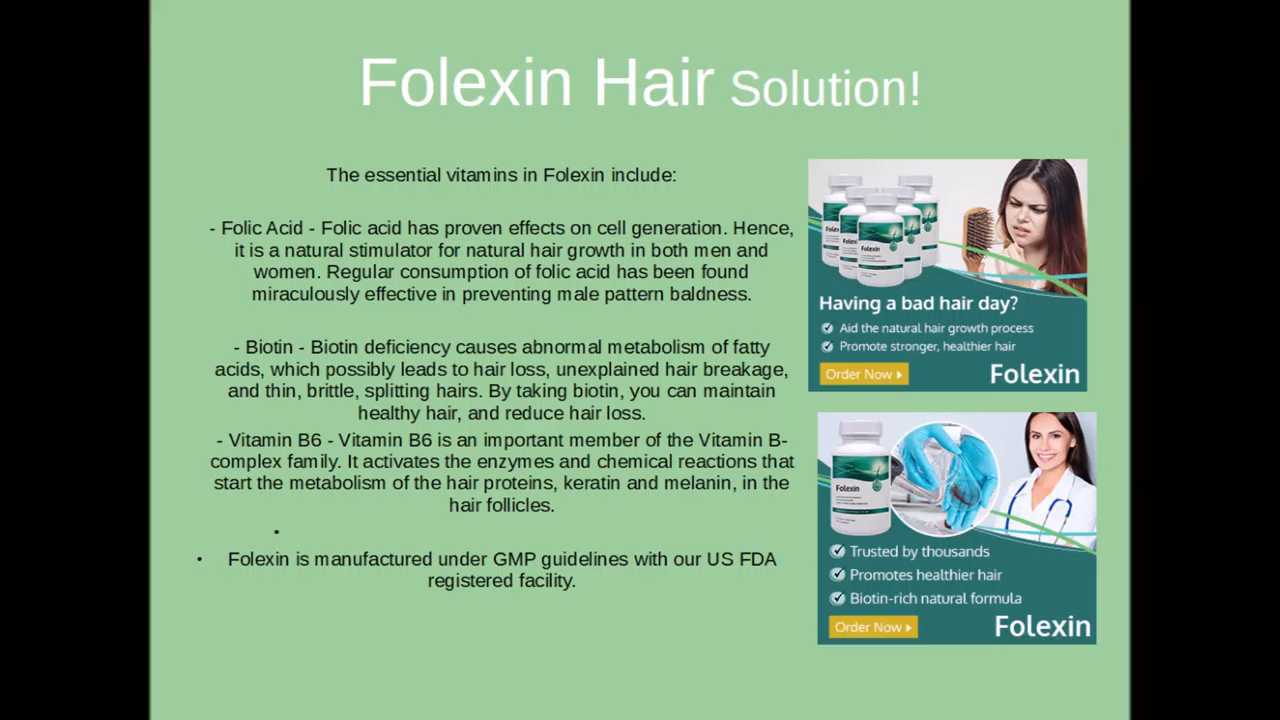 Folexin Hair Solution!
The essential vitamins in Folexin include:
- Folic Acid - Folic acid has proven effects on cell generation. Hence,
it is a natural stimulator for natural hair growth in both men and
women. Regular consumption of folic acid has been found
miraculously effective in preventing male pattern baldness.
- Biotin - Biotin deficiency causes abnormal metabolism of fatty
acids, which possibly leads to hair loss, unexplained hair breakage,
and thin, brittle, splitting hairs. By taking biotin, you can maintain
healthy hair, and reduce hair loss.
- Vitamin B6 - Vitamin B6 is an important member of the Vitamin B-
complex family. It activates the enzymes and chemical reactions that
start the metabolism of the hair proteins, keratin and melanin, in the
hair follicles.
•
• Folexin is manufactured under GMP guidelines with our US FDA
registered facility.
Folexin
Having a bad hair day?
Aid the natural hair growth process
Promote stronger, healthier hair
Order Now
Folexin
Folexin
Trusted by thousands
Promotes healthier hair
Biotin-rich natural formula
Order Now
Folexin